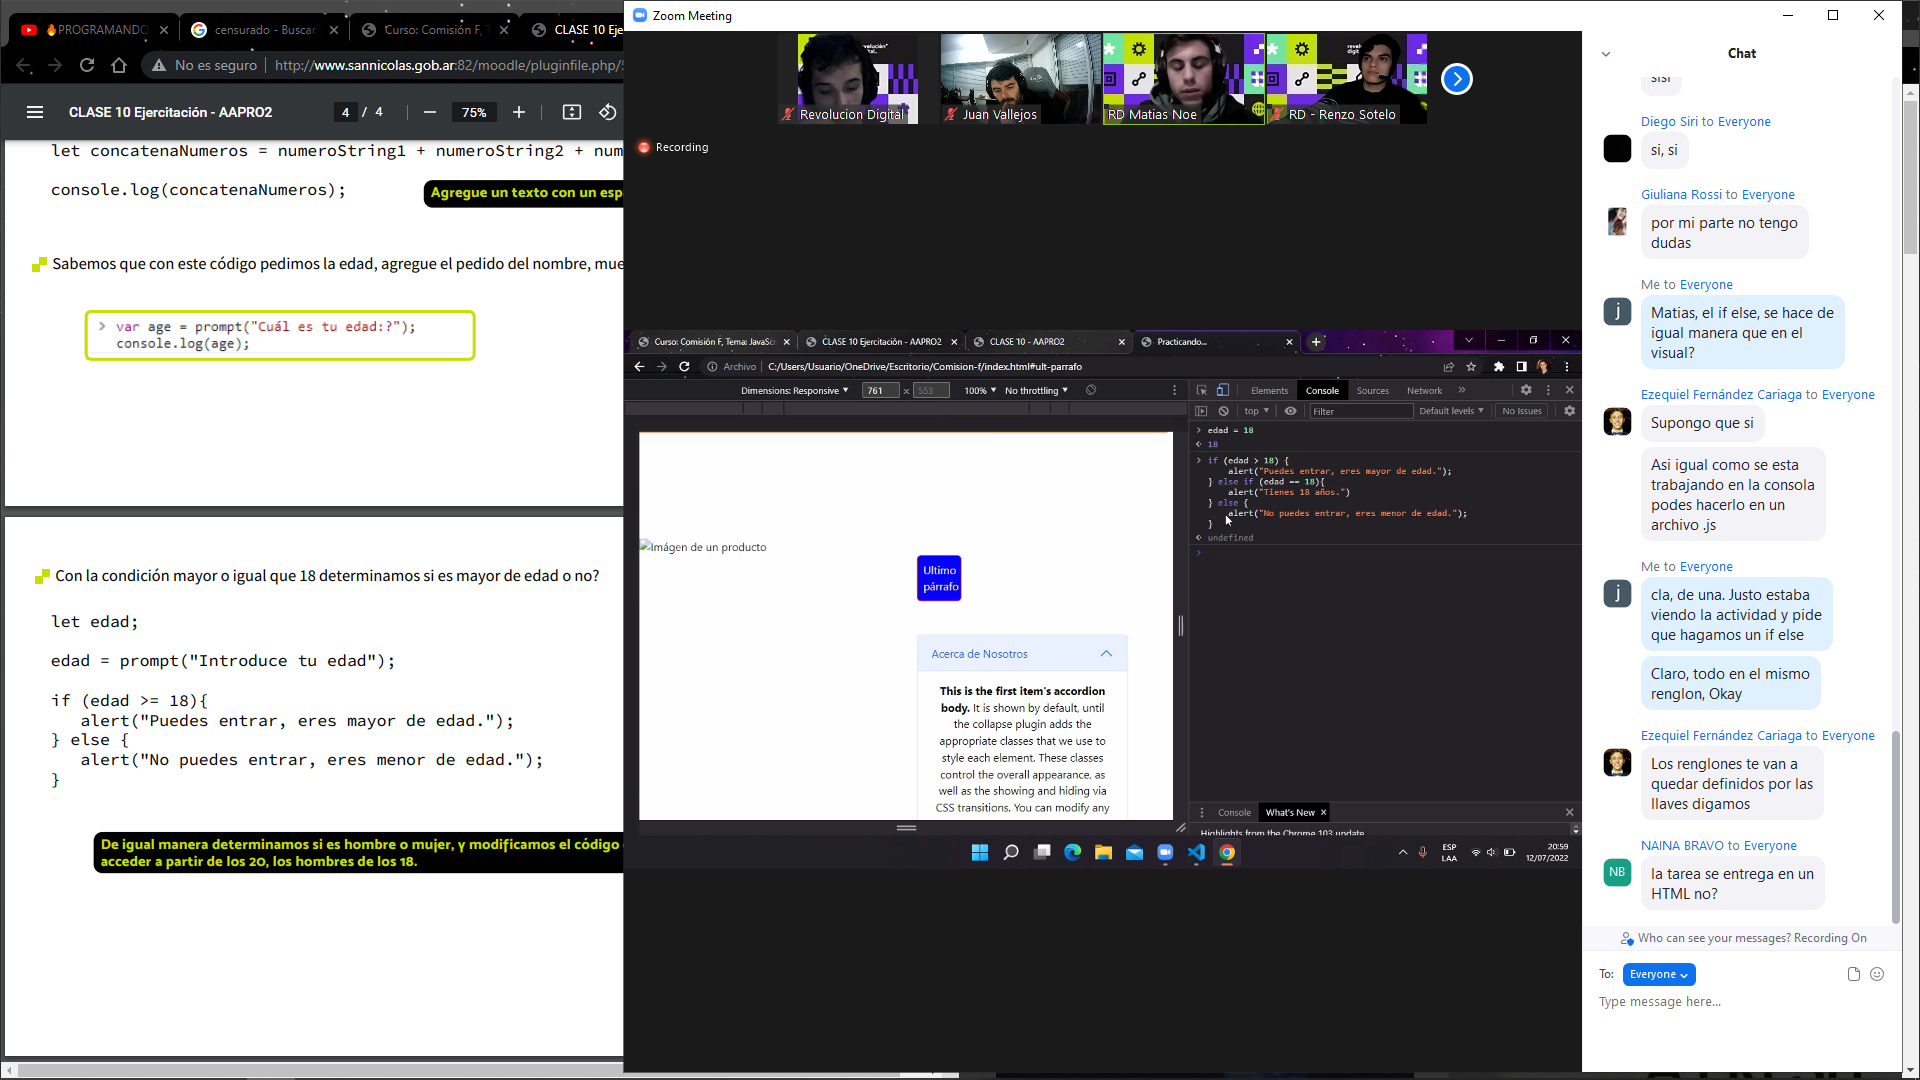 🔥PROGRAMANDO
censurado - Buscar
Curso: Comisión F, T
CLASE 10 Eje
No es seguro
http://www.sannicolas.gob.ar:82/moodle/pluginfile.php/
CLASE 10 Ejercitación - AAPRO2
4 / 4
75%
let concatenaNumeros = numeroString1 + numeroString2 + num
console.log(concatenaNumeros);
Agregue un texto con un esp
Sabemos que con este código pedimos la edad, agregue el pedido del nombre, mue
> var age = prompt("Cuál es tu edad:?");
console.log(age);
Con la condición mayor o igual que 18 determinamos si es mayor de edad o no?
let edad;
edad = prompt("Introduce tu edad");
if (edad >= 18){
alert("Puedes entrar, eres mayor de edad.");
} else {
alert("No puedes entrar, eres menor de edad.");
}
De igual manera determinamos si es hombre o mujer, y modificamos el código
acceder a partir de los 20, los hombres de los 18.
Zoom Meeting
Revolucion Digital
Juan Vallejos
RD Matias Noe
RD - Renzo Sotelo
Recording
Curso: Comisión F, Tema: JavaSc
CLASE 10 Ejercitación - AAPRO2
CLASE 10 - AAPRO2
Practicando...
Archivo
C:/Users/Usuario/OneDrive/Escritorio/Comision-f/index.html#ult-parrafo
Dimensions: Responsive
761 x 553
100%
No throttling
Elements
Console
Sources
Network
top
Filter
Default levels
No Issues
> edad = 18
< 18
> if (edad > 18) {
alert("Puedes entrar, eres mayor de edad.");
} else if (edad == 18){
alert("Tienes 18 años.")
} else {
alert("No puedes entrar, eres menor de edad.");
}
< undefined
Imágen de un producto
Ultimo
párrafo
Acerca de Nosotros
This is the first item's accordion
body. It is shown by default, until
the collapse plugin adds the
appropriate classes that we use to
style each element. These classes
control the overall appearance, as
well as the showing and hiding via
CSS transitions. You can modify any
Console
What's New
Highlights from the Chrome 103 update
ESP
LAA
20:59
12/07/2022
Chat
sisi
Diego Siri to Everyone
si, si
Giuliana Rossi to Everyone
por mi parte no tengo
dudas
Me to Everyone
j
Matias, el if else, se hace de
igual manera que en el
visual?
Ezequiel Fernández Cariaga to Everyone
Supongo que si
Asi igual como se esta
trabajando en la consola
podes hacerlo en un
archivo .js
Me to Everyone
j
cla, de una. Justo estaba
viendo la actividad y pide
que hagamos un if else
Claro, todo en el mismo
renglon, Okay
Ezequiel Fernández Cariaga to Everyone
Los renglones te van a
quedar definidos por las
llaves digamos
NAINA BRAVO to Everyone
NB
la tarea se entrega en un
HTML no?
Who can see your messages? Recording On
To:
Everyone
Type message here...